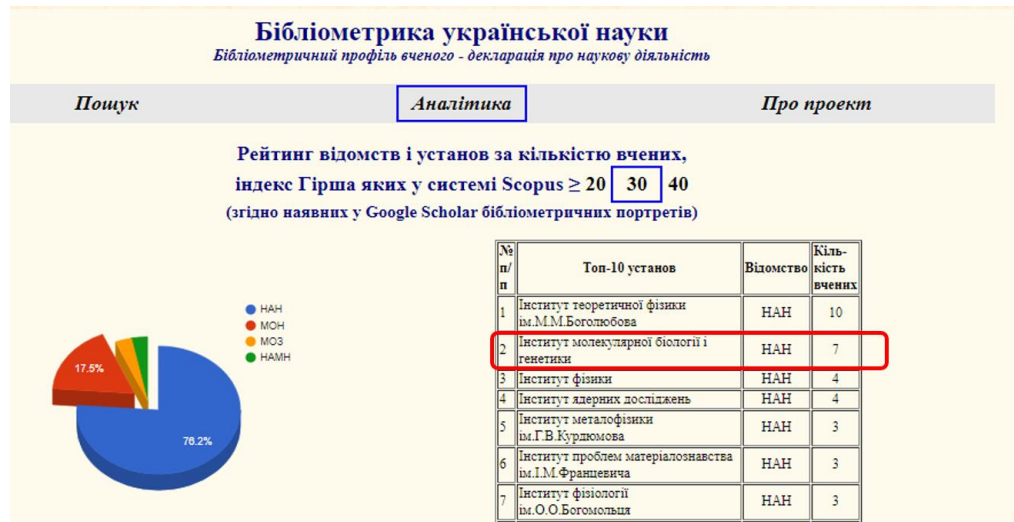 Бібліометрика української науки
Бібліометричний профіль вченого - декларація про наукову діяльність
Пошук Аналітика Про проект
Рейтинг відомств і установ за кількістю вчених,
індекс Гірша яких у системі Scopus ≥ 20 30 40
(згідно наявних у Google Scholar бібліометричних портретів)
НАН
МОН
МОЗ
НАМН
17.5%
76.2%
№ п/п Топ-10 установ Відомство Кіль-кість вчених
1 Інститут теоретичної фізики
ім.М.М.Боголюбова НАН 10
2 Інститут молекулярної біології і
генетики НАН 7
3 Інститут фізики НАН 4
4 Інститут ядерних досліджень НАН 4
5 Інститут металофізики
ім.Г.В.Курдюмова НАН 3
6 Інститут проблем матеріалознавства
ім.І.М.Францевича НАН 3
7 Інститут фізіології
ім.О.О.Богомольця НАН 3